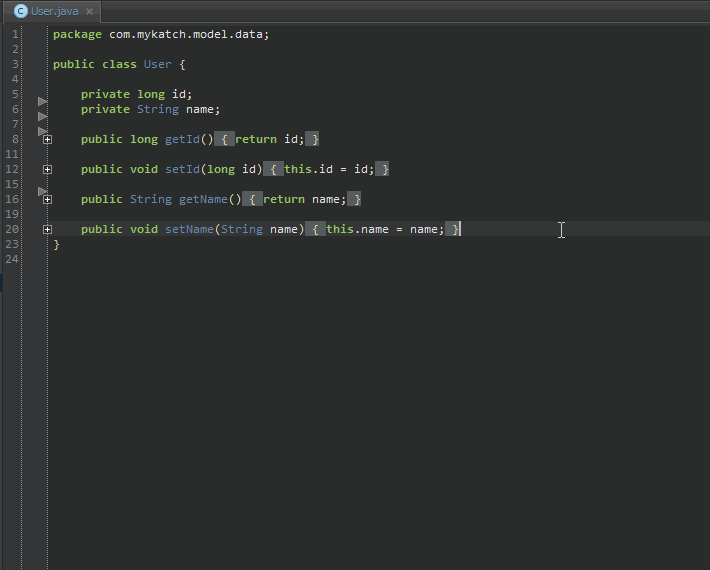 User.java
1 package com.mykatch.model.data;
2
3 public class User {
4
5 private long id;
6 private String name;
7
8 public long getId() { return id; }
11
12 public void setId(long id) { this.id = id; }
15
16 public String getName() { return name; }
19
20 public void setName(String name) { this.name = name; }
23 }
24